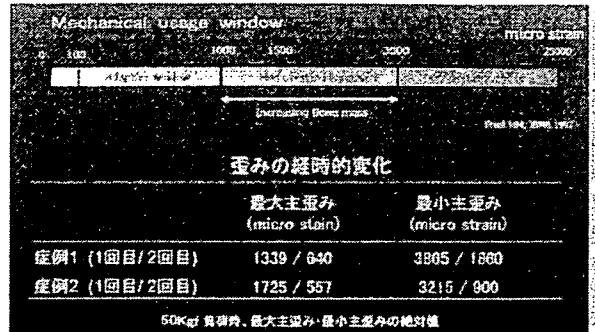 Mechanical usage window
micro strain
0 100 1000 1500 3000 25000
Increasing Bone mass
歪みの経時的変化
最大主歪み 最小主歪み
(micro stain) (micro strain)
症例1 (1回目/2回目) 1339 / 640 3805 / 1860
症例2 (1回目/2回目) 1725 / 557 3215 / 900
50Kgf 負荷時、最大主歪み・最小主歪みの絶対値